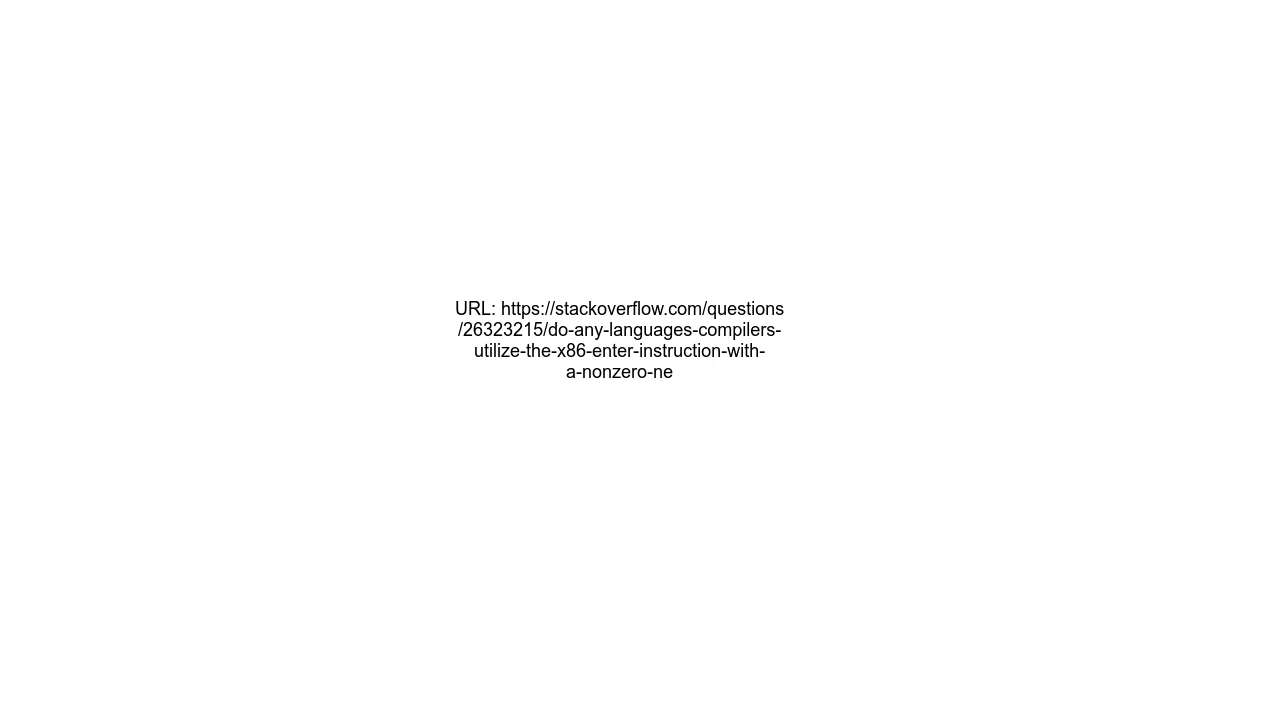 URL: https://stackoverflow.com/questions
/26323215/do-any-languages-compilers-
utilize-the-x86-enter-instruction-with-
a-nonzero-ne